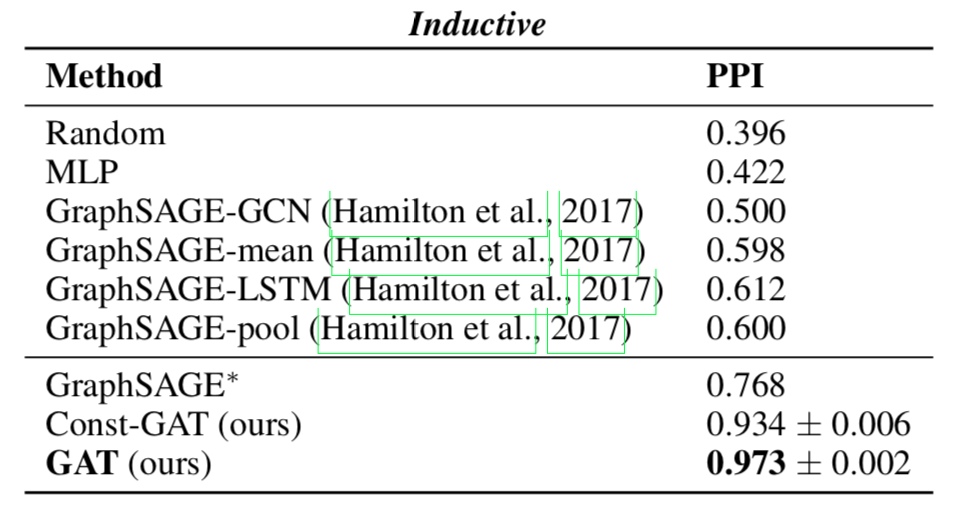 Inductive
Method PPI
Random 0.396
MLP 0.422
GraphSAGE-GCN (Hamilton et al., 2017) 0.500
GraphSAGE-mean (Hamilton et al., 2017) 0.598
GraphSAGE-LSTM (Hamilton et al., 2017) 0.612
GraphSAGE-pool (Hamilton et al., 2017) 0.600
GraphSAGE* 0.768
Const-GAT (ours) 0.934 ± 0.006
GAT (ours) 0.973 ± 0.002